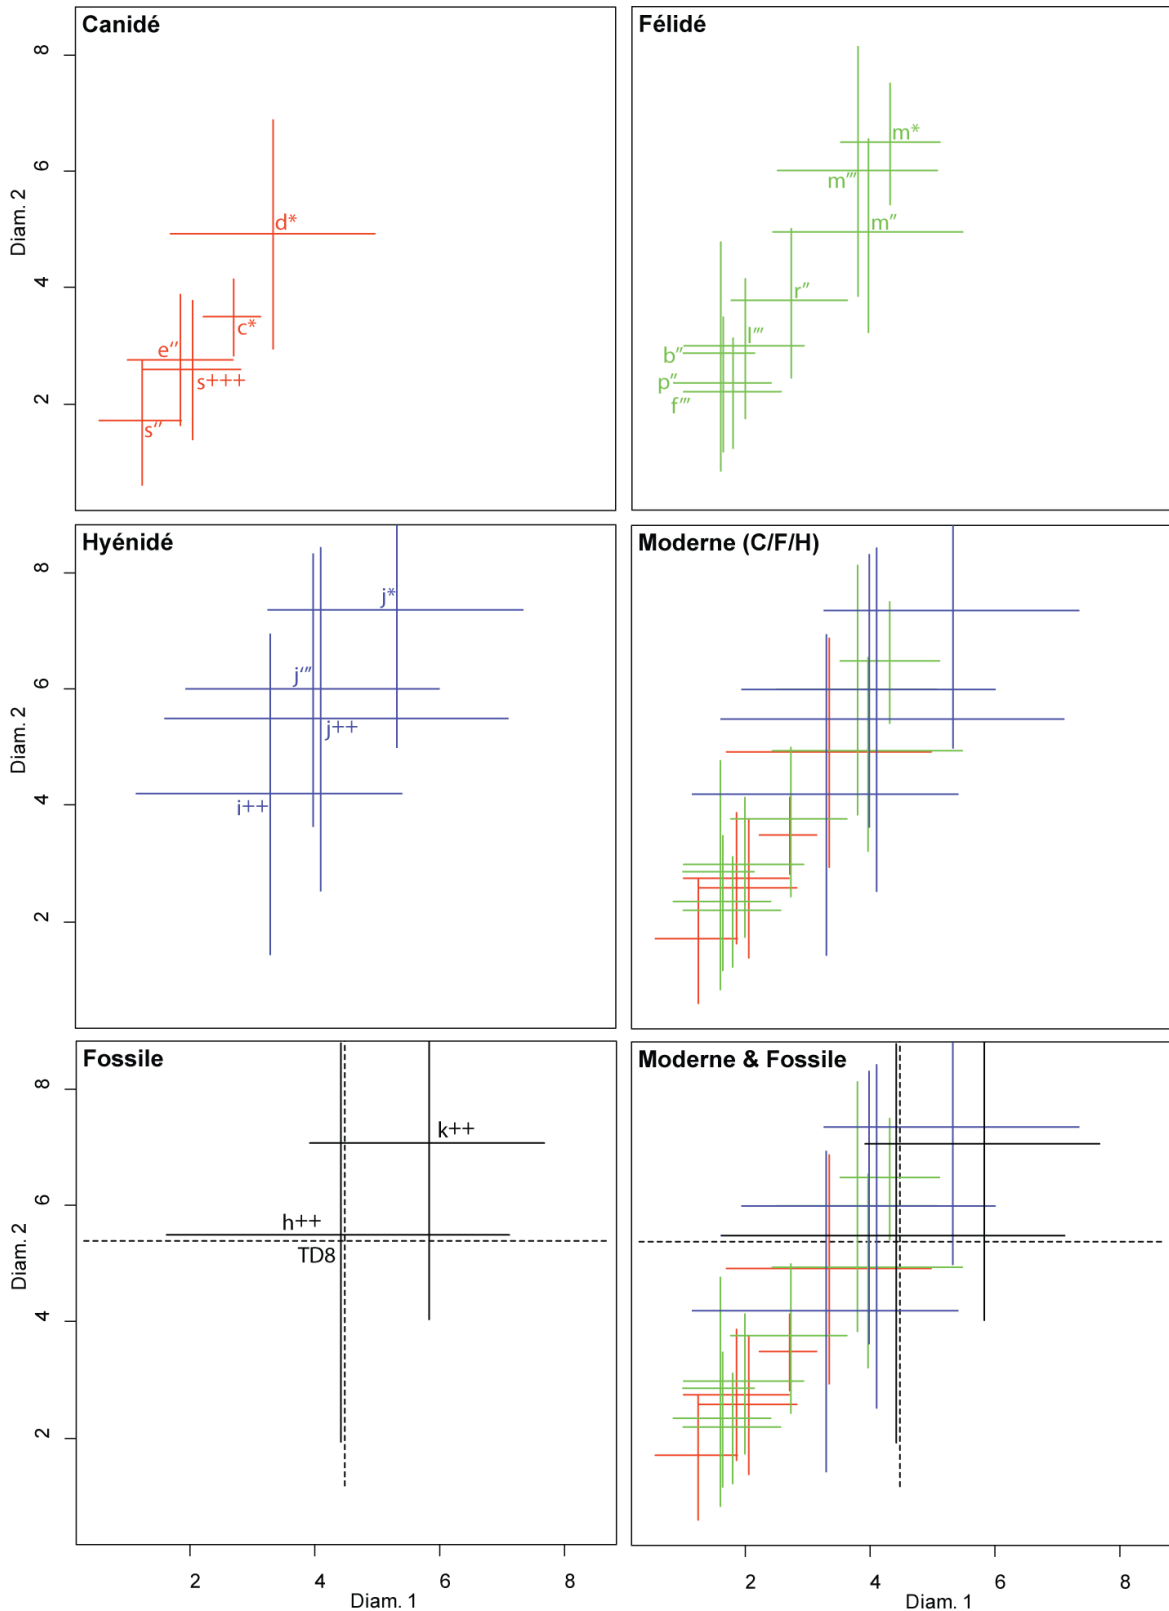 Canidé
8
6
4
2
Diam. 2
d*
c*
e″
s+++
s″
Félidé
m*
m‴
m″
r″
l‴
b″
p″
f‴
Hyénidé
8
6
4
2
Diam. 2
j*
j‴
j++
i++
Moderne (C/F/H)
Fossile
8
6
4
2
Diam. 2
k++
h++
TD8
2 4 6 8
Diam. 1
Moderne & Fossile
2 4 6 8
Diam. 1